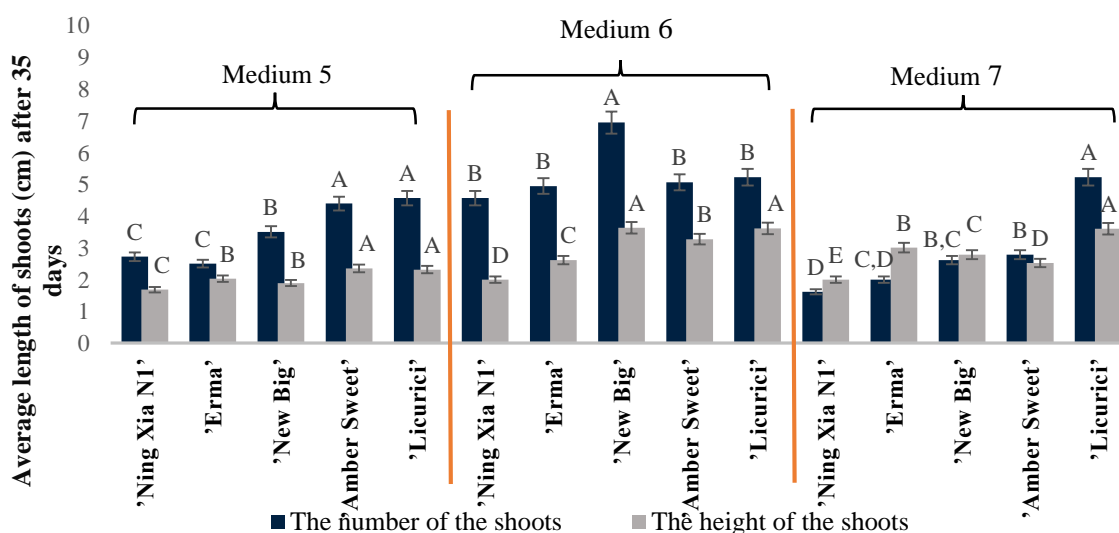 Average length of shoots (cm) after 35
days
10
9
8
7
6
5
4
3
2
1
0
Medium 5
Medium 6
Medium 7
C
C
C
B
B
B
A
A
A
A
B
D
B
C
A
A
B
B
B
A
D
E
C,D
B
B,C
C
B
D
A
A
’Ning Xia N1’
’Erma’
’New Big’
’Amber Sweet’
’Licurici’
’Ning Xia N1’
’Erma’
’New Big’
’Amber Sweet’
’Licurici’
’Ning Xia N1’
’Erma’
’New Big’
’Amber Sweet’
’Licurici’
The number of the shoots
The height of the shoots